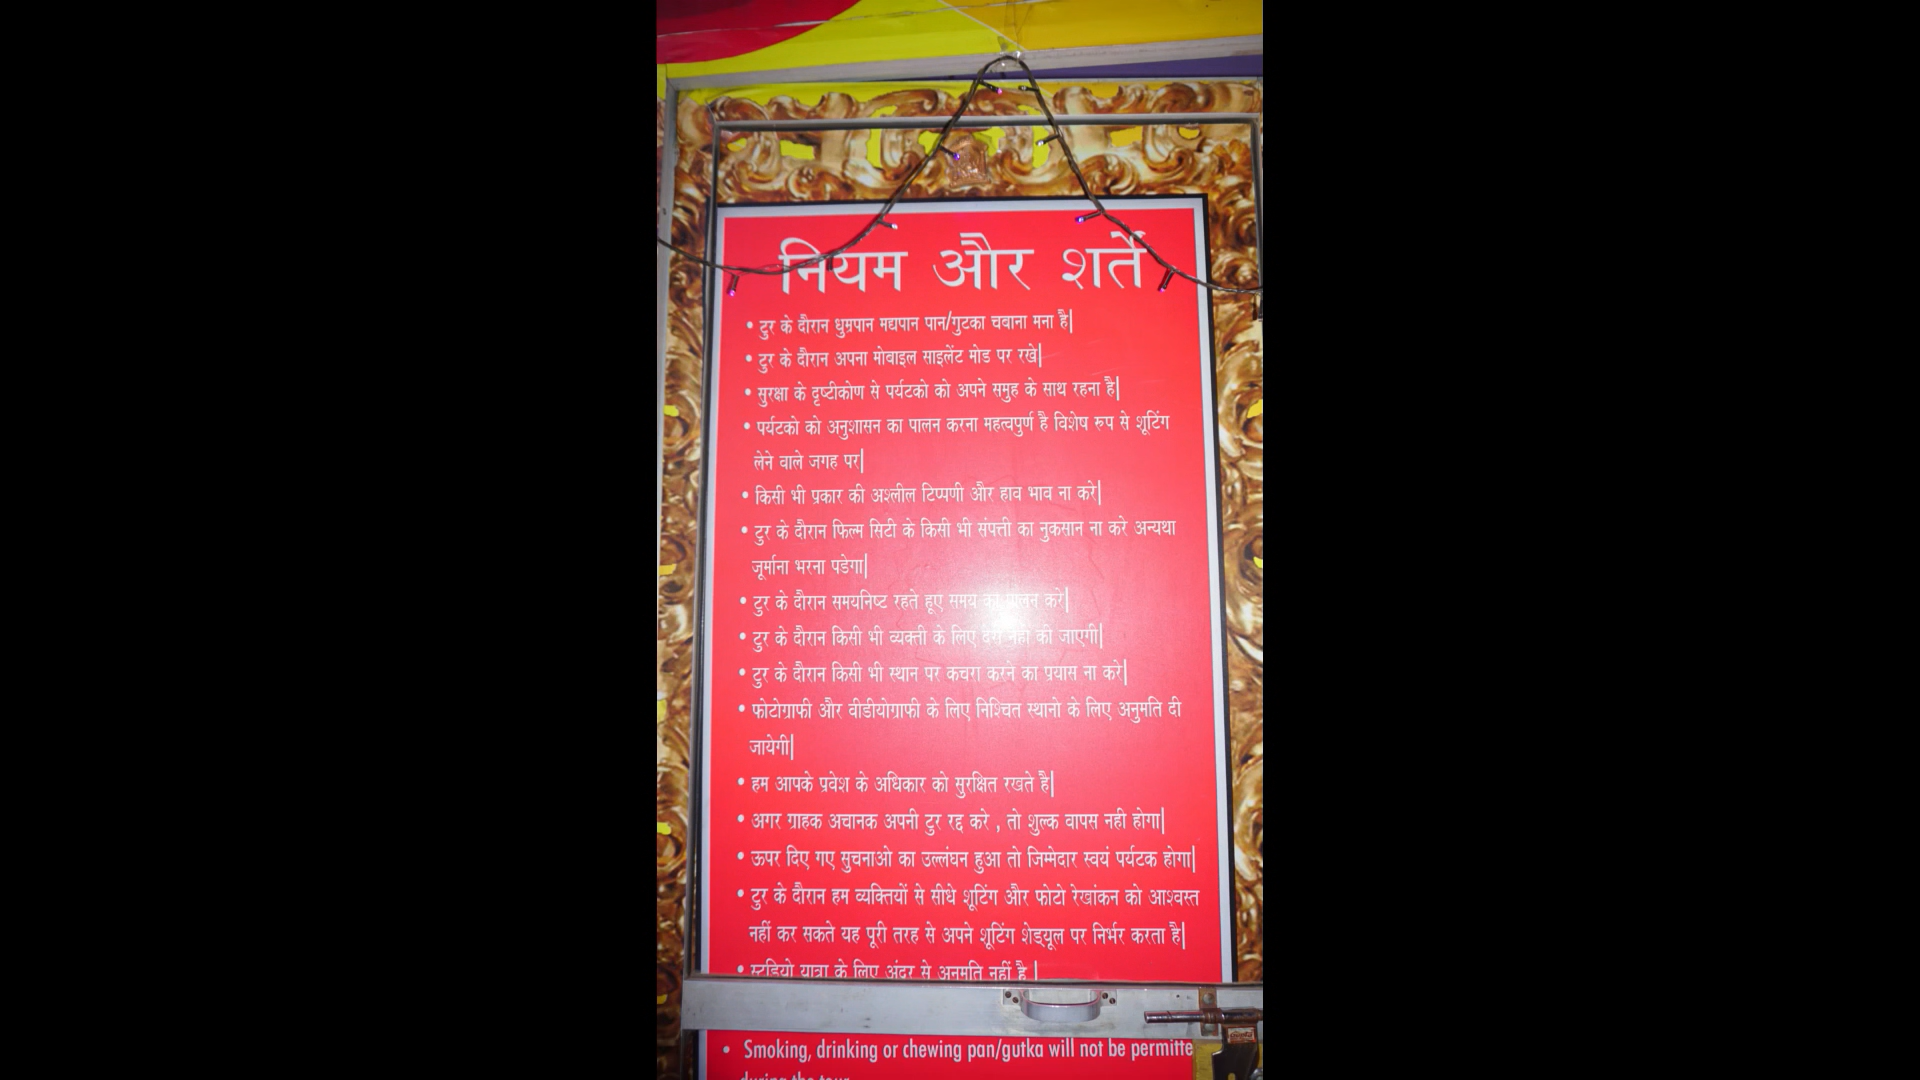 नियम और शर्तें
• टुर के दौरान धुम्रपान मद्यपान पान/गुटका चबाना मना है|
• टुर के दौरान अपना मोबाइल साइलेंट मोड पर रखे|
• सुरक्षा के दृष्टीकोण से पर्यटको को अपने समुह के साथ रहना है|
• पर्यटको को अनुशासन का पालन करना महत्वपुर्ण है विशेष रूप से शूटिंग
लेने वाले जगह पर|
• किसी भी प्रकार की अश्लील टिप्पणी और हाव भाव ना करे|
• टुर के दौरान फिल्म सिटी के किसी भी संपत्ती का नुकसान ना करे अन्यथा
जूर्माना भरना पडेगा|
• टुर के दौरान समयनिष्ट रहते हूए समय का पालन करे|
• टुर के दौरान किसी भी व्यक्ती के लिए देरी नही की जाएगी|
• टुर के दौरान किसी भी स्थान पर कचरा करने का प्रयास ना करे|
• फोटोग्राफी और वीडीयोग्राफी के लिए निश्चित स्थानो के लिए अनुमति दी
जायेगी|
• हम आपके प्रवेश के अधिकार को सुरक्षित रखते है|
• अगर ग्राहक अचानक अपनी टुर रद्द करे , तो शुल्क वापस नही होगा|
• ऊपर दिए गए सुचनाओ का उल्लंघन हुआ तो जिम्मेदार स्वयं पर्यटक होगा|
• टुर के दौरान हम व्यक्तियों से सीधे शूटिंग और फोटो रेखांकन को आश्वस्त
नहीं कर सकते यह पूरी तरह से अपने शूटिंग शेड्यूल पर निर्भर करता है|
• स्टूडियो यात्रा के लिए अंदर से अनुमति नहीं है |
• Smoking, drinking or chewing pan/gutka will not be permitte
during the tour